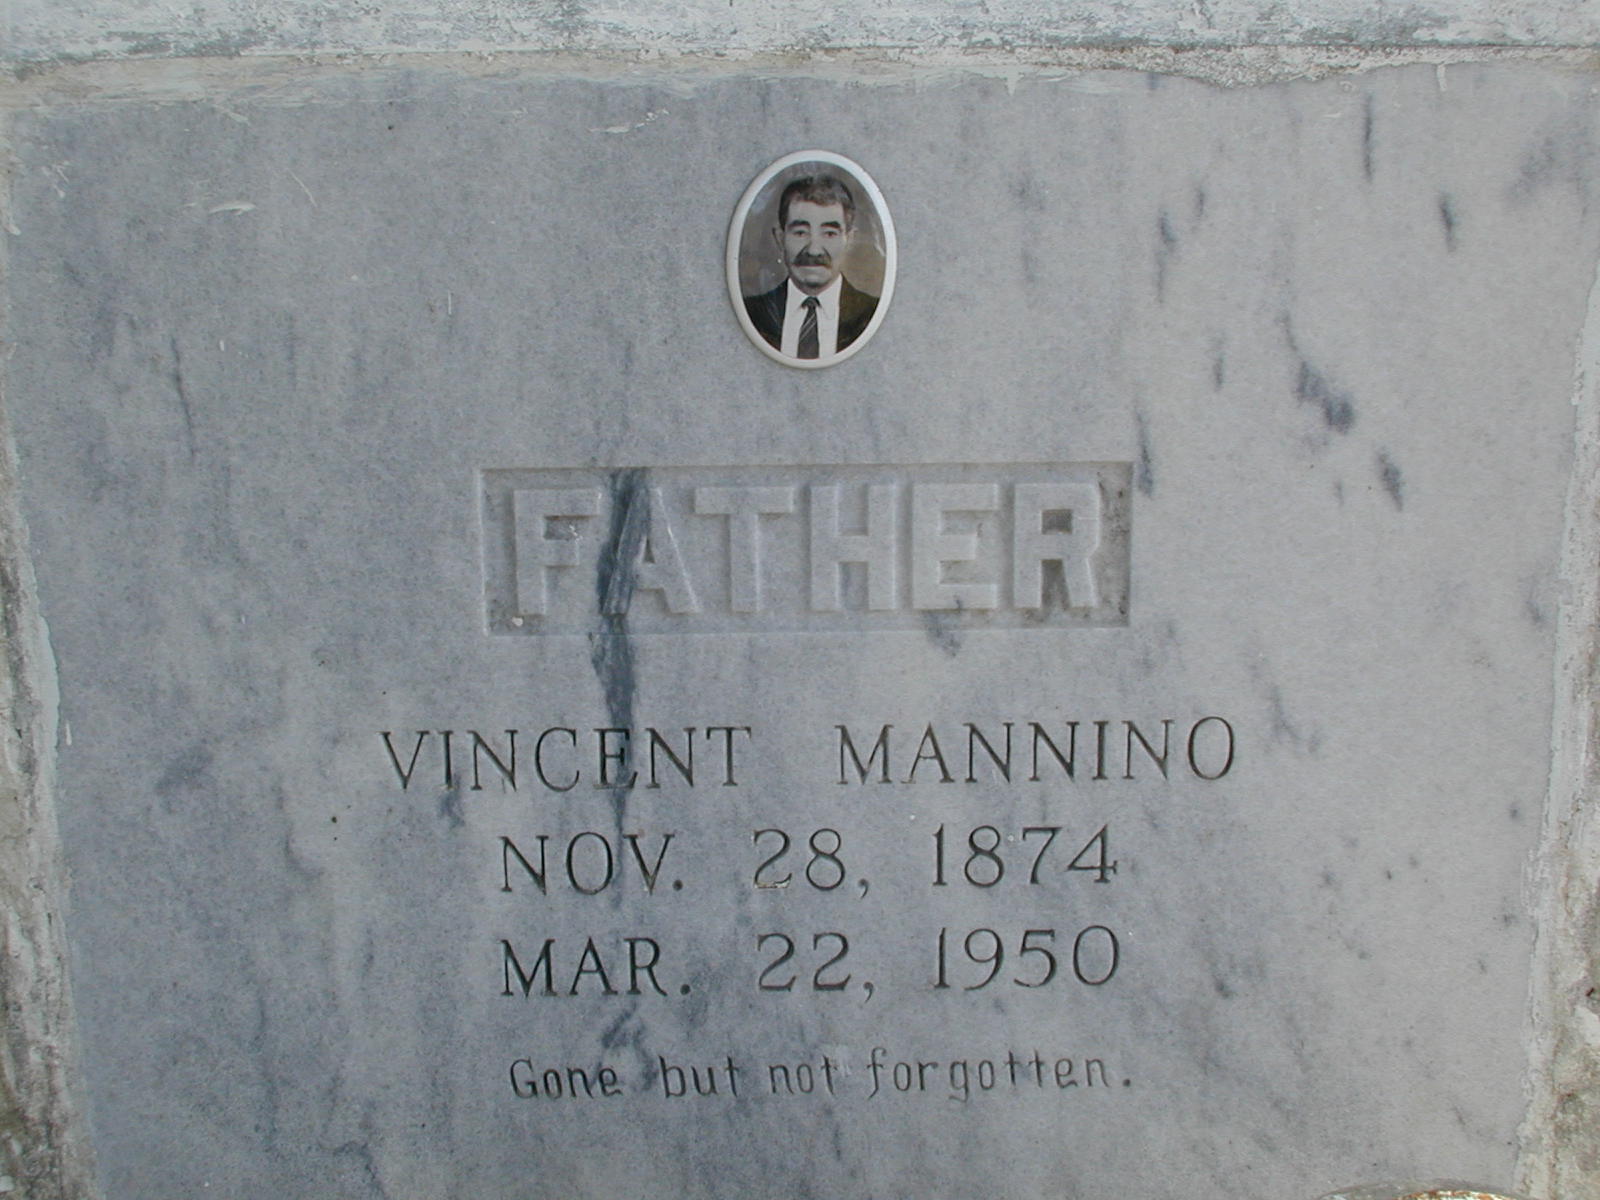 FATHER
VINCENT MANNINO
NOV. 28, 1874
MAR. 22, 1950
Gone but not forgotten.